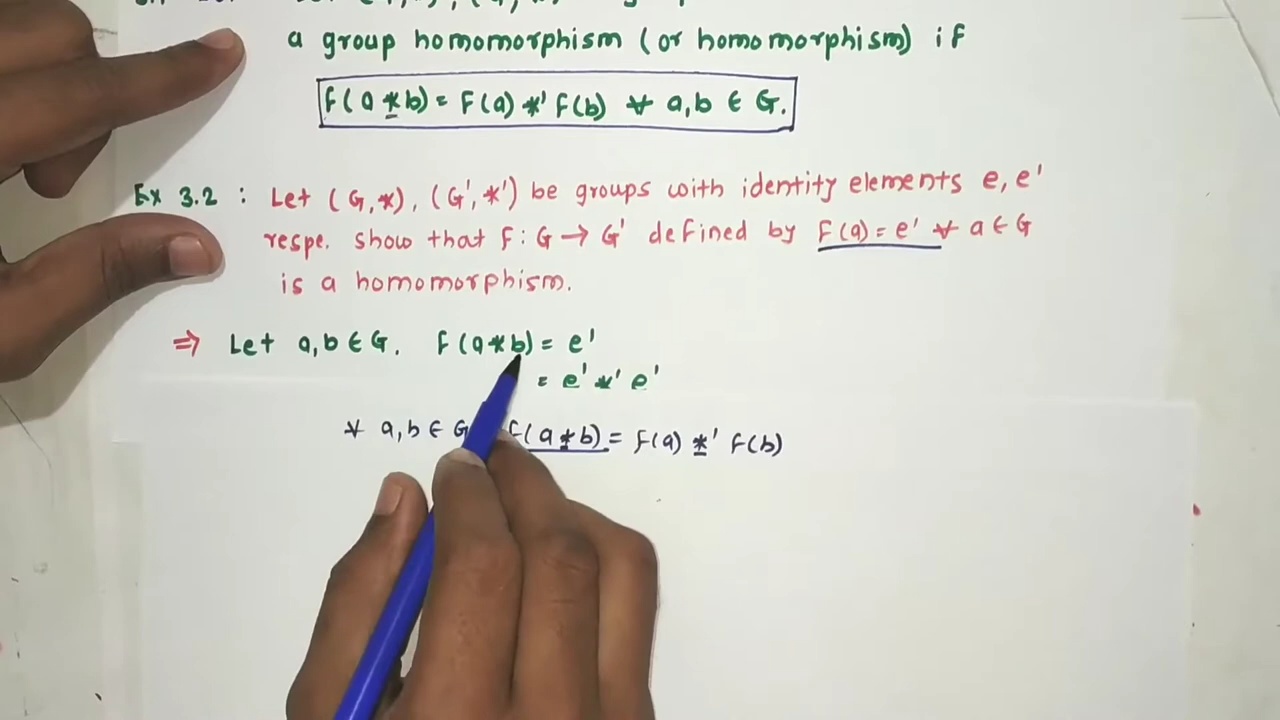 a group homomorphism (or homomorphism) if
f(a * b) = F(a) *' F(b) ∀ a,b ∈ G.
Ex 3.2 : Let (G,*), (G',*') be groups with identity elements e, e'
respe. show that f: G → G' defined by F(a) = e' ∀ a ∈ G
is a homomorphism.
⇒ Let a,b ∈ G. F(a*b) = e'
= e' *' e'
∀ a,b ∈ G F(a*b) = F(a) *' F(b)